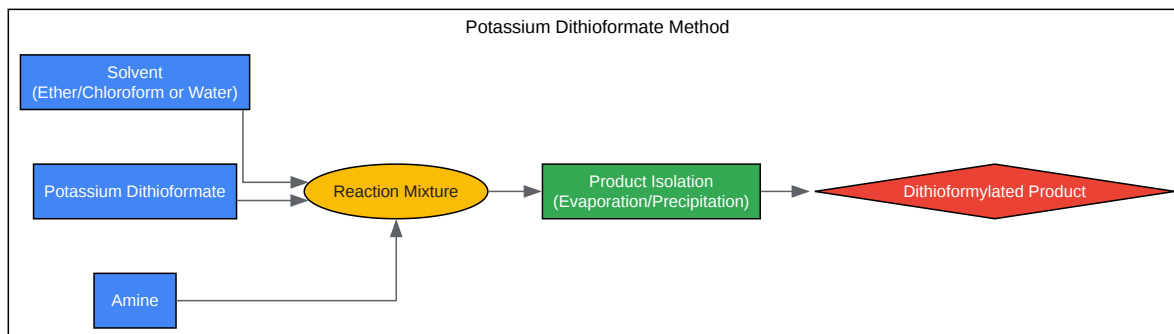 Potassium Dithioformate Method
Solvent
(Ether/Chloroform or Water)
Potassium Dithioformate
Reaction Mixture
Product Isolation
(Evaporation/Precipitation)
Dithioformylated Product
Amine